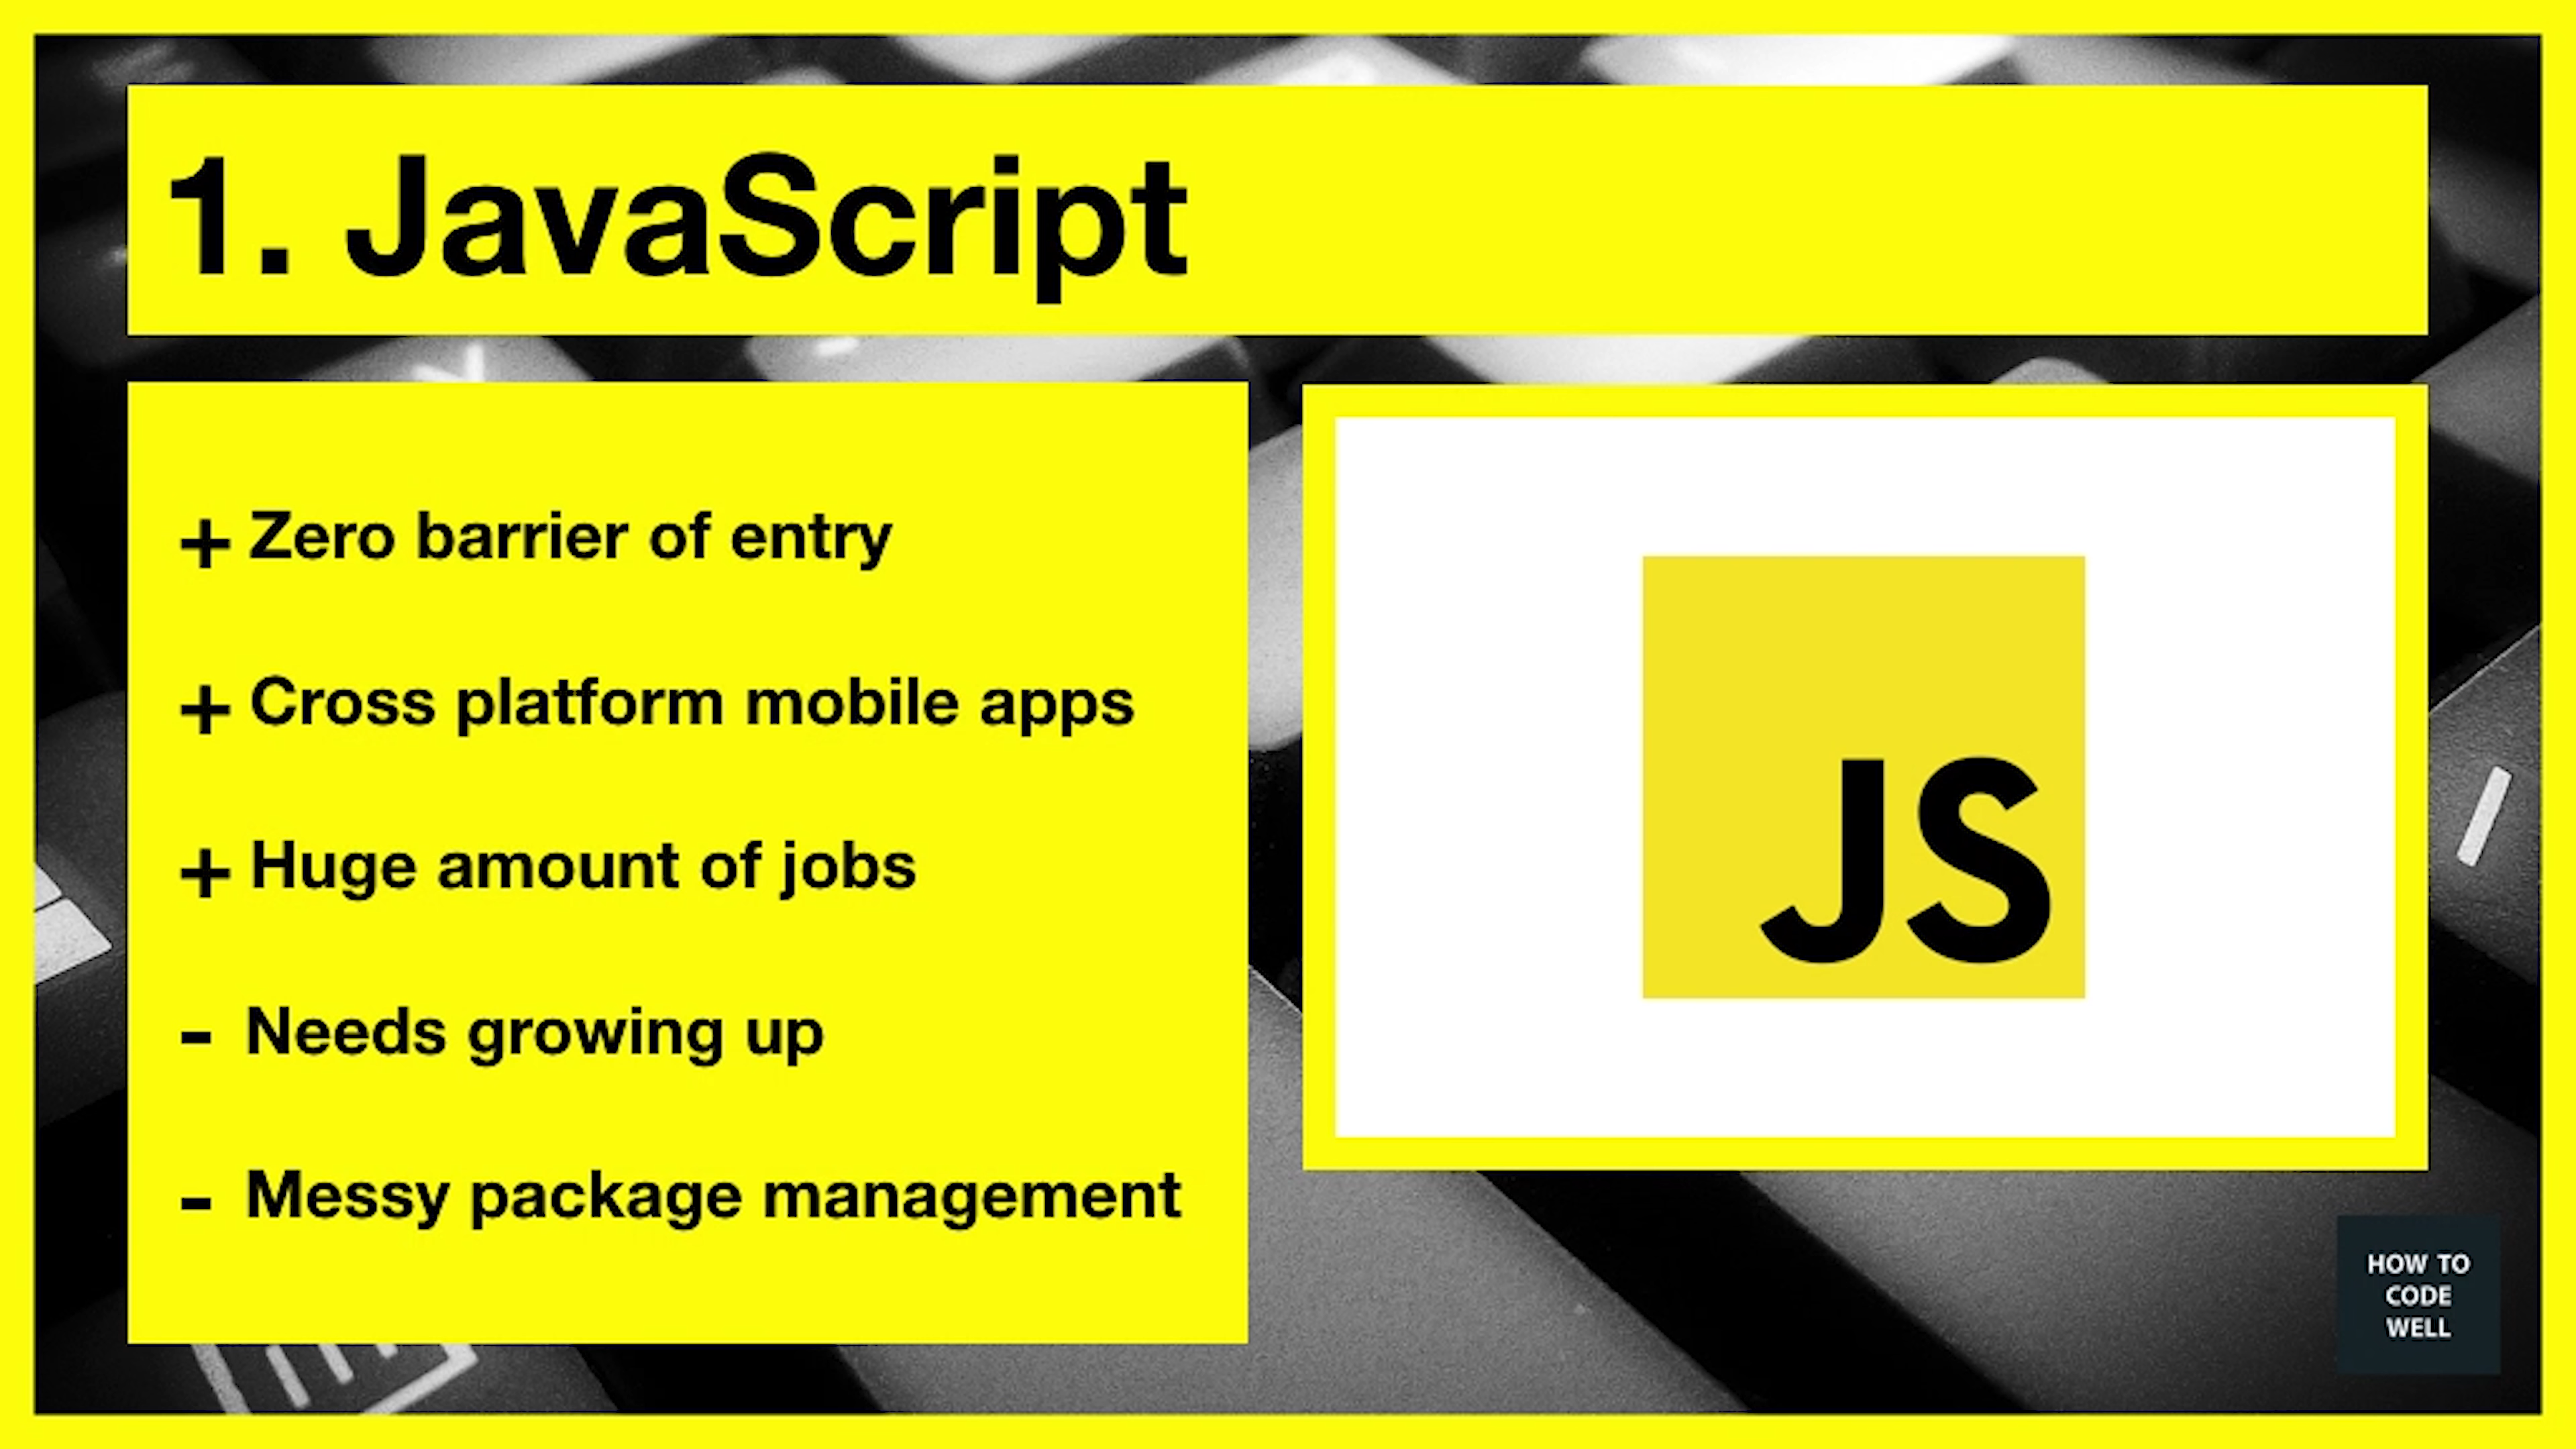 1. JavaScript
+ Zero barrier of entry
+ Cross platform mobile apps
+ Huge amount of jobs
- Needs growing up
- Messy package management
JS
HOW TO
CODE
WELL